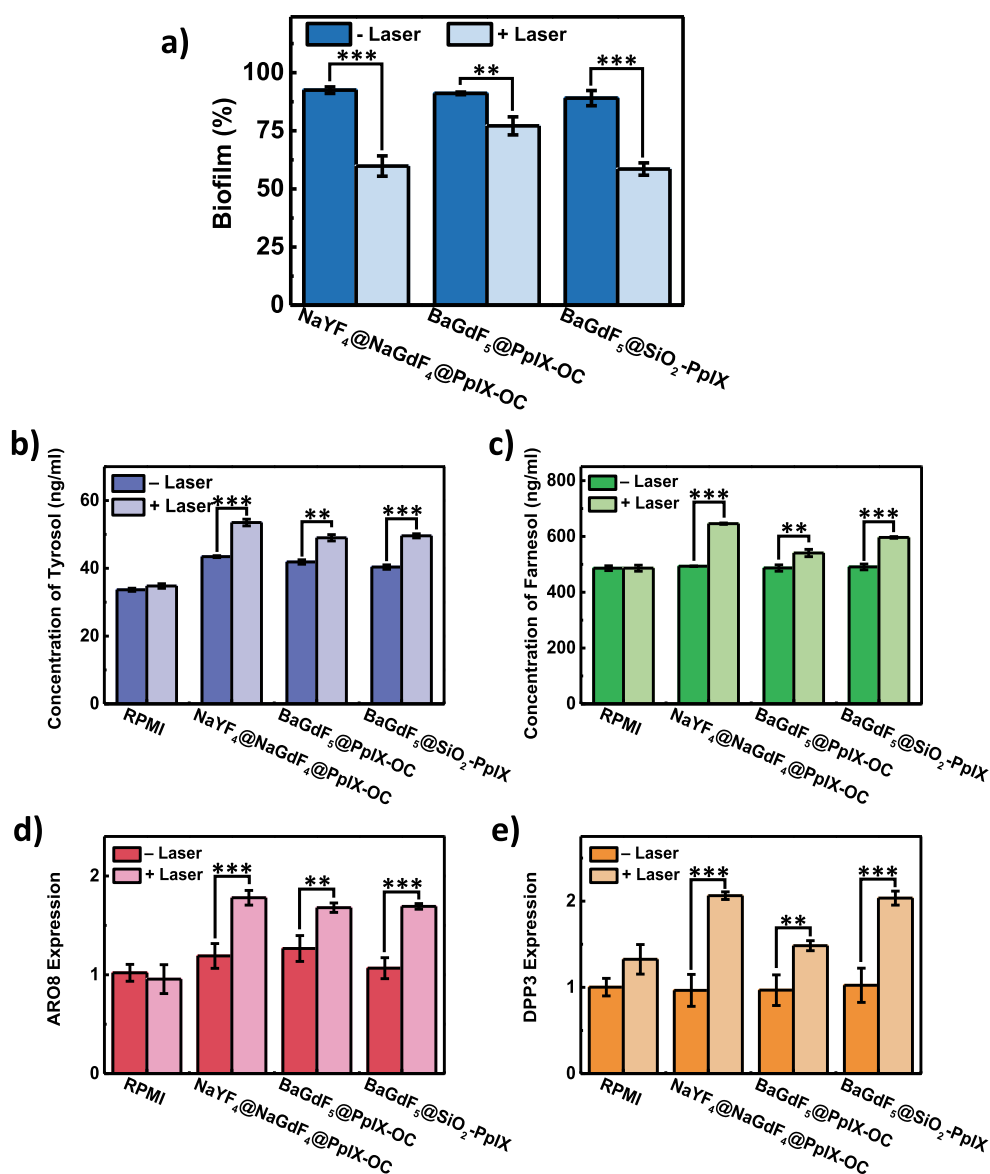 a)
- Laser + Laser
*** ** ***
100
75
50
25
0
Biofilm (%)
NaYF₄@NaGdF₄@PpIX-OC
BaGdF₅@PpIX-OC
BaGdF₅@SiO₂-PpIX
b)
– Laser
+ Laser
*** ** ***
60
40
20
0
Concentration of Tyrosol (ng/ml)
RPMI
NaYF₄@NaGdF₄@PpIX-OC
BaGdF₅@PpIX-OC
BaGdF₅@SiO₂-PpIX
c)
– Laser
+ Laser
*** ** ***
800
600
400
200
0
Concentration of Farnesol (ng/ml)
RPMI
NaYF₄@NaGdF₄@PpIX-OC
BaGdF₅@PpIX-OC
BaGdF₅@SiO₂-PpIX
d)
– Laser
+ Laser
*** ** ***
2
1
0
ARO8 Expression
RPMI
NaYF₄@NaGdF₄@PpIX-OC
BaGdF₅@PpIX-OC
BaGdF₅@SiO₂-PpIX
e)
– Laser
+ Laser
*** ** ***
2
1
0
DPP3 Expression
RPMI
NaYF₄@NaGdF₄@PpIX-OC
BaGdF₅@PpIX-OC
BaGdF₅@SiO₂-PpIX